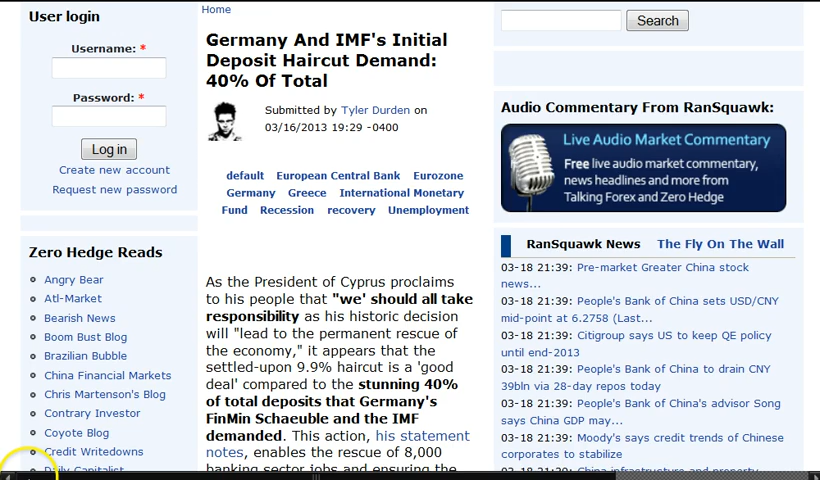 User login
Username: *
Password: *
Log in
Create new account
Request new password
Zero Hedge Reads
Angry Bear
Atl-Market
Bearish News
Boom Bust Blog
Brazilian Bubble
China Financial Markets
Chris Martenson's Blog
Contrary Investor
Coyote Blog
Credit Writedowns
Daily Capitalist
Home
Germany And IMF's Initial
Deposit Haircut Demand:
40% Of Total
Submitted by Tyler Durden on
03/16/2013 19:29 -0400
default European Central Bank Eurozone
Germany Greece International Monetary
Fund Recession recovery Unemployment
As the President of Cyprus proclaims
to his people that "'we' should all take
responsibility as his historic decision
will "lead to the permanent rescue of
the economy," it appears that the
settled-upon 9.9% haircut is a 'good
deal' compared to the stunning 40%
of total deposits that Germany's
FinMin Schaeuble and the IMF
demanded. This action, his statement
notes, enables the rescue of 8,000
banking sector jobs and ensuring the
Search
Audio Commentary From RanSquawk:
Live Audio Market Commentary
Free live audio market commentary,
news headlines and more from
Talking Forex and Zero Hedge
RanSquawk News The Fly On The Wall
03-18 21:39: Pre-market Greater China stock
news...
03-18 21:39: People's Bank of China sets USD/CNY
mid-point at 6.2758 (Last...
03-18 21:39: Citigroup says US to keep QE policy
until end-2013
03-18 21:39: People's Bank of China to drain CNY
39bln via 28-day repos today
03-18 21:39: People's Bank of China's advisor Song
says China GDP may...
03-18 21:39: Moody's says credit trends of Chinese
corporates to stabilize
03-18 21:39: China infrastructure and property